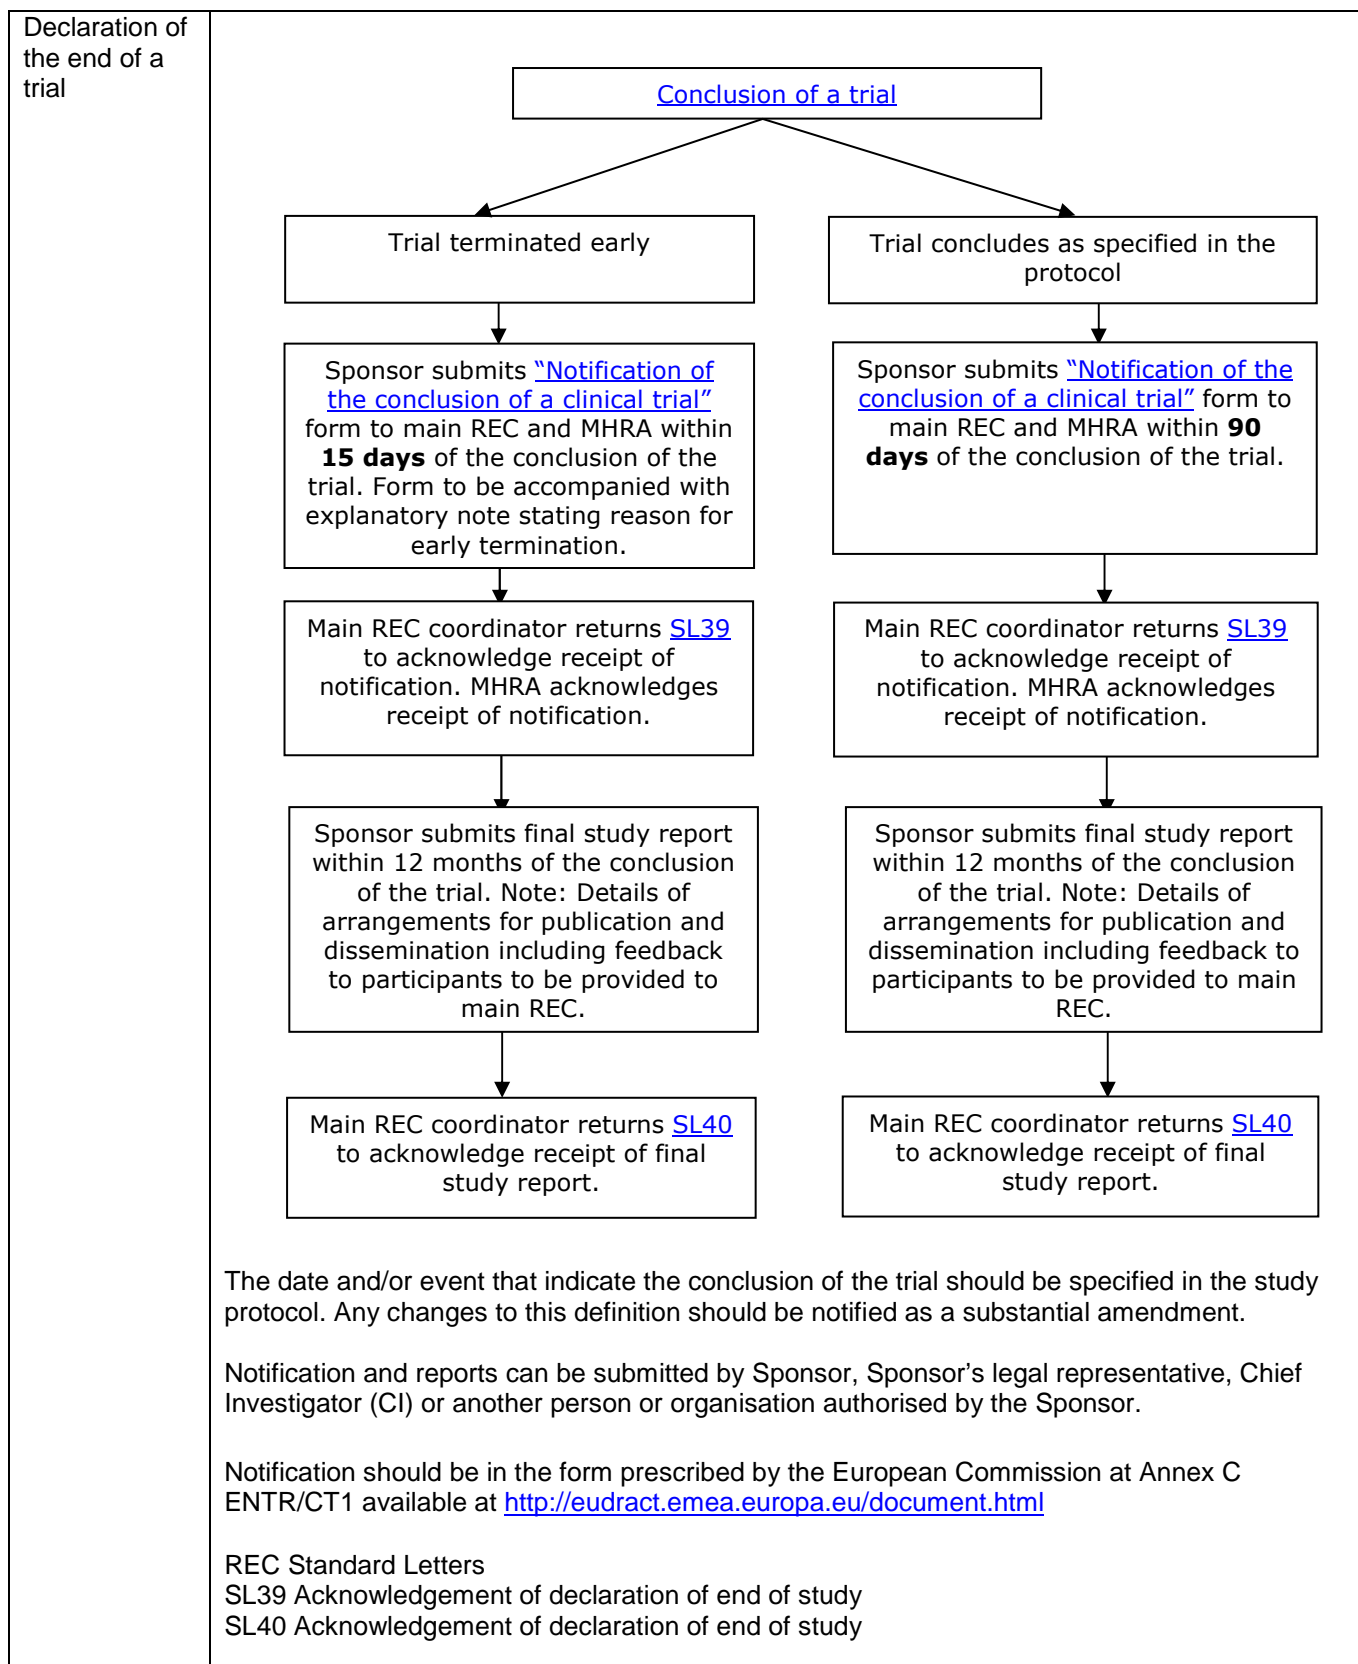 Declaration of
the end of a
trial
Conclusion of a trial
Trial terminated early
Trial concludes as specified in the
protocol
Sponsor submits “Notification of
the conclusion of a clinical trial”
form to main REC and MHRA within
15 days of the conclusion of the
trial. Form to be accompanied with
explanatory note stating reason for
early termination.
Sponsor submits “Notification of the
conclusion of a clinical trial” form to
main REC and MHRA within 90
days of the conclusion of the trial.
Main REC coordinator returns SL39
to acknowledge receipt of
notification. MHRA acknowledges
receipt of notification.
Main REC coordinator returns SL39
to acknowledge receipt of
notification. MHRA acknowledges
receipt of notification.
Sponsor submits final study report
within 12 months of the conclusion
of the trial. Note: Details of
arrangements for publication and
dissemination including feedback
to participants to be provided to
main REC.
Sponsor submits final study report
within 12 months of the conclusion
of the trial. Note: Details of
arrangements for publication and
dissemination including feedback to
participants to be provided to main
REC.
Main REC coordinator returns SL40
to acknowledge receipt of final
study report.
Main REC coordinator returns SL40
to acknowledge receipt of final
study report.
The date and/or event that indicate the conclusion of the trial should be specified in the study
protocol. Any changes to this definition should be notified as a substantial amendment.
Notification and reports can be submitted by Sponsor, Sponsor’s legal representative, Chief
Investigator (CI) or another person or organisation authorised by the Sponsor.
Notification should be in the form prescribed by the European Commission at Annex C
ENTR/CT1 available at http://eudract.emea.europa.eu/document.html
REC Standard Letters
SL39 Acknowledgement of declaration of end of study
SL40 Acknowledgement of declaration of end of study